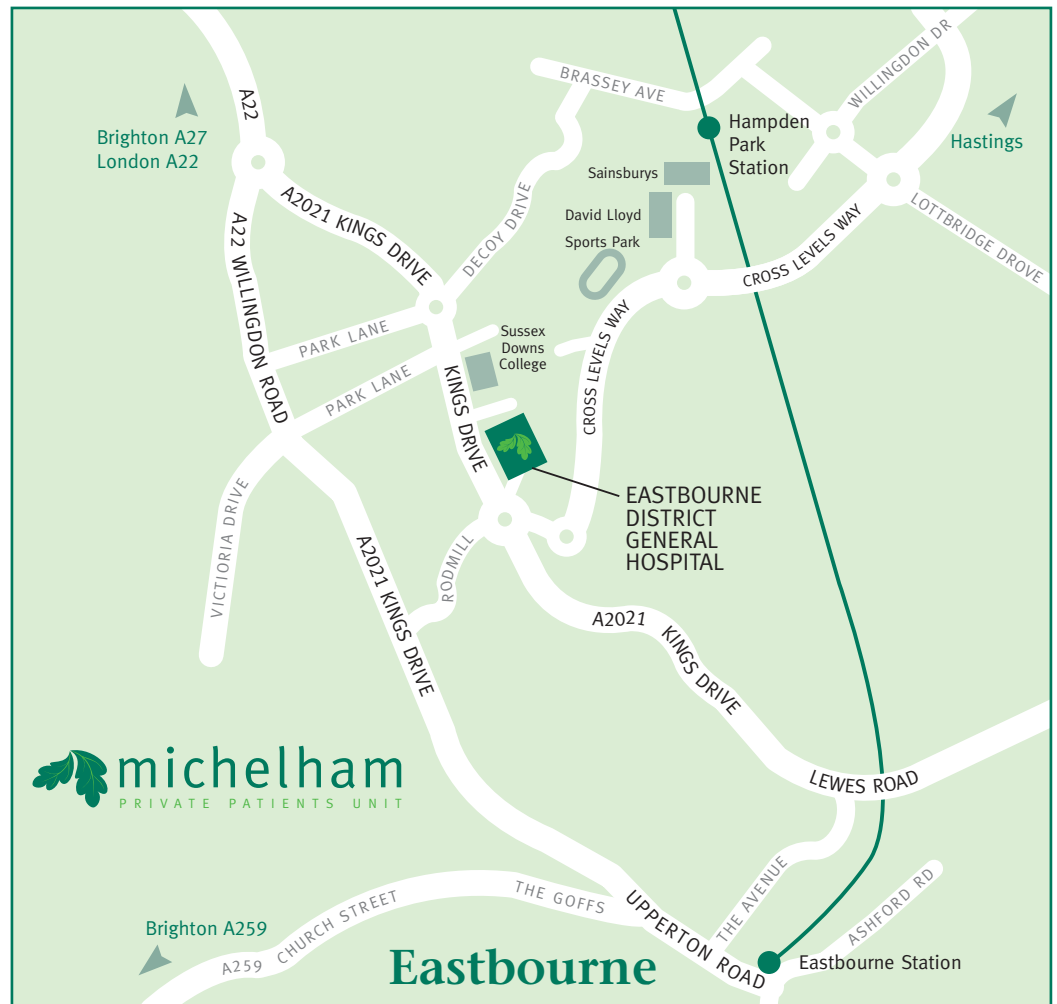 A22
WILLINGDON DR
BRASSEY AVE
Brighton A27
London A22
Hampden
Park
Station
Hastings
Sainsburys
A2021 KINGS DRIVE
DECOY DRIVE
David Lloyd
LOTTBRIDGE DROVE
A22 WILLINGDON ROAD
Sports Park
CROSS LEVELS WAY
PARK LANE
Sussex
Downs
College
CROSS LEVELS WAY
PARK LANE
KINGS DRIVE
EASTBOURNE
DISTRICT
GENERAL
HOSPITAL
VICTIORIA DRIVE
RODMILL
A2021 KINGS DRIVE
A2021 KINGS DRIVE
michelham
PRIVATE PATIENTS UNIT
LEWES ROAD
THE AVENUE
ASHFORD RD
THE GOFFS
UPPERTON ROAD
Brighton A259
A259 CHURCH STREET
Eastbourne
Eastbourne Station